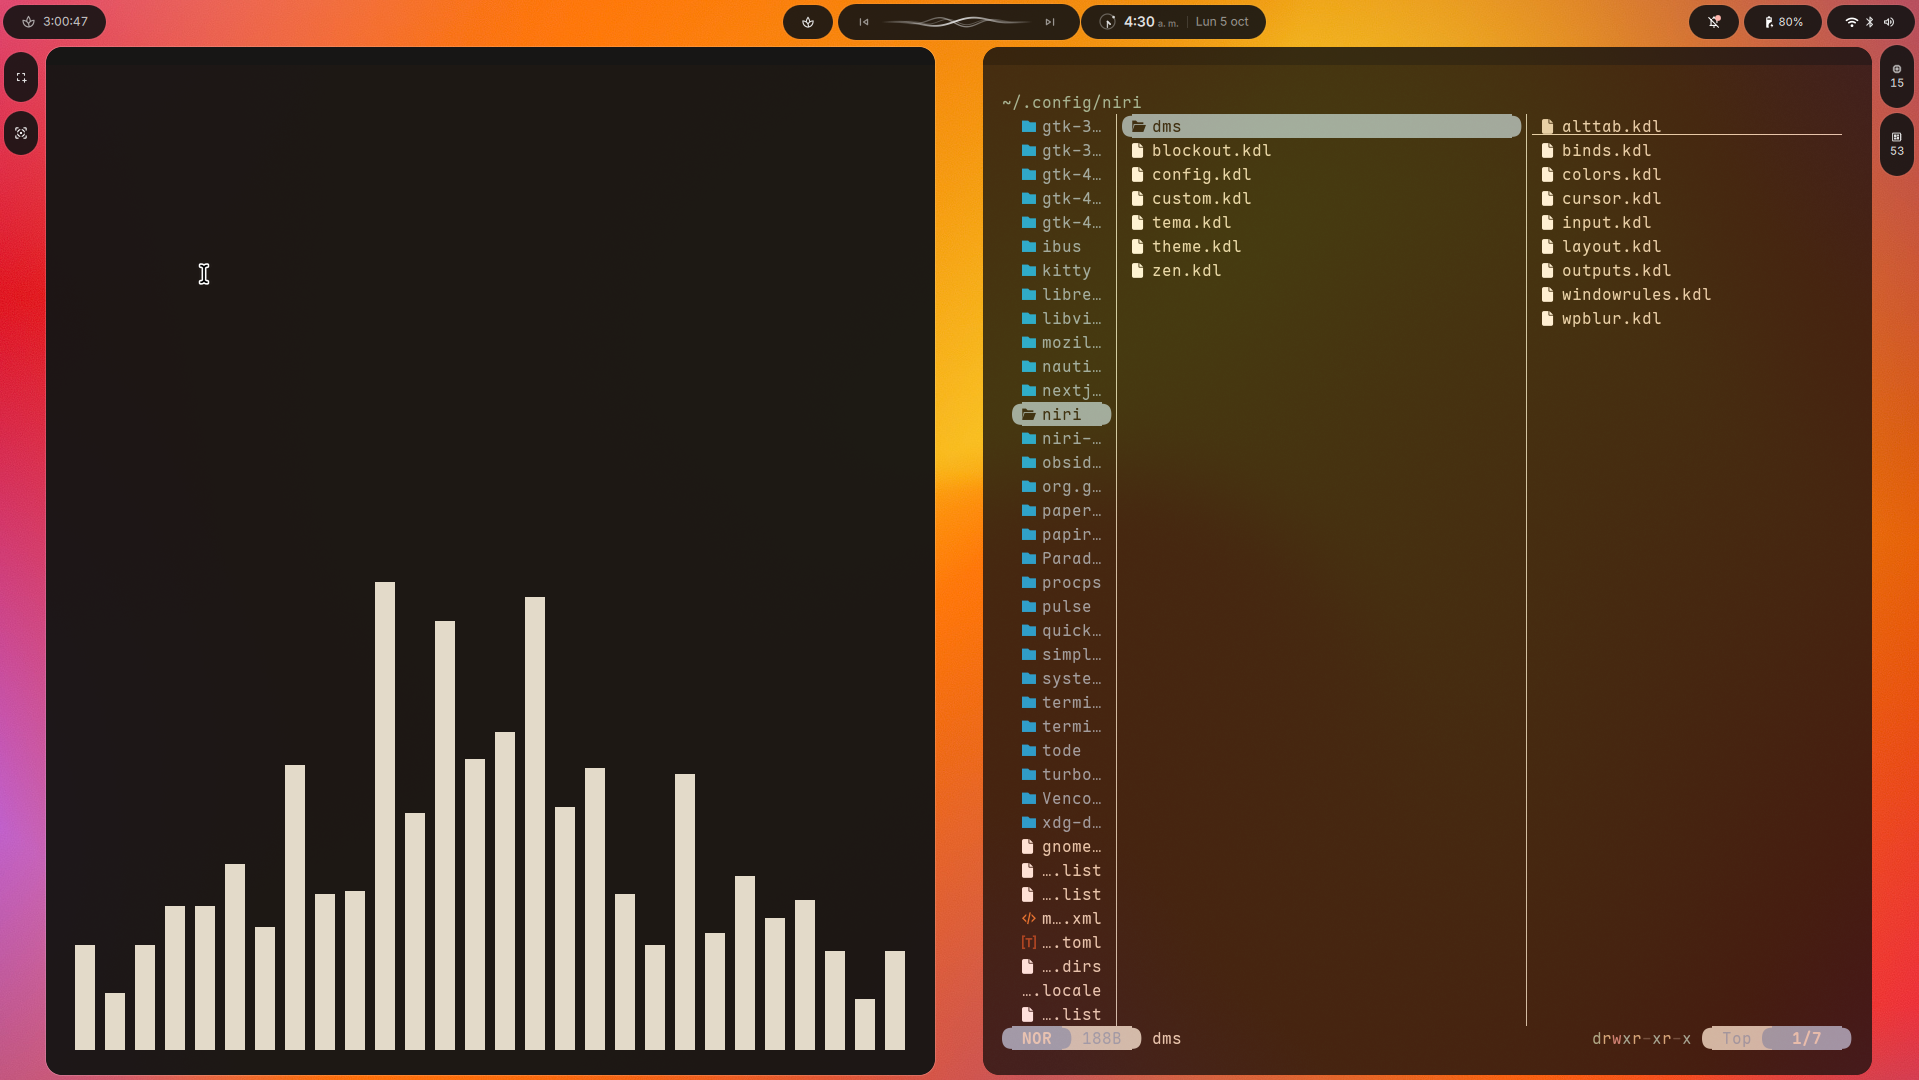 3:00:47
4:30 a. m. Lun 5 oct
80%
15
53
~/.config/niri
gtk-3…
gtk-3…
gtk-4…
gtk-4…
gtk-4…
ibus
kitty
libre…
libvi…
mozil…
nauti…
nextj…
niri
niri-…
obsid…
org.g…
paper…
papir…
Parad…
procps
pulse
quick…
simpl…
syste…
termi…
termi…
tode
turbo…
Venco…
xdg-d…
gnome…
….list
….list
m….xml
[T] ….toml
….dirs
….locale
….list
dms
blockout.kdl
config.kdl
custom.kdl
tema.kdl
theme.kdl
zen.kdl
alttab.kdl
binds.kdl
colors.kdl
cursor.kdl
input.kdl
layout.kdl
outputs.kdl
windowrules.kdl
wpblur.kdl
NOR 188B dms drwxr-xr-x Top 1/7